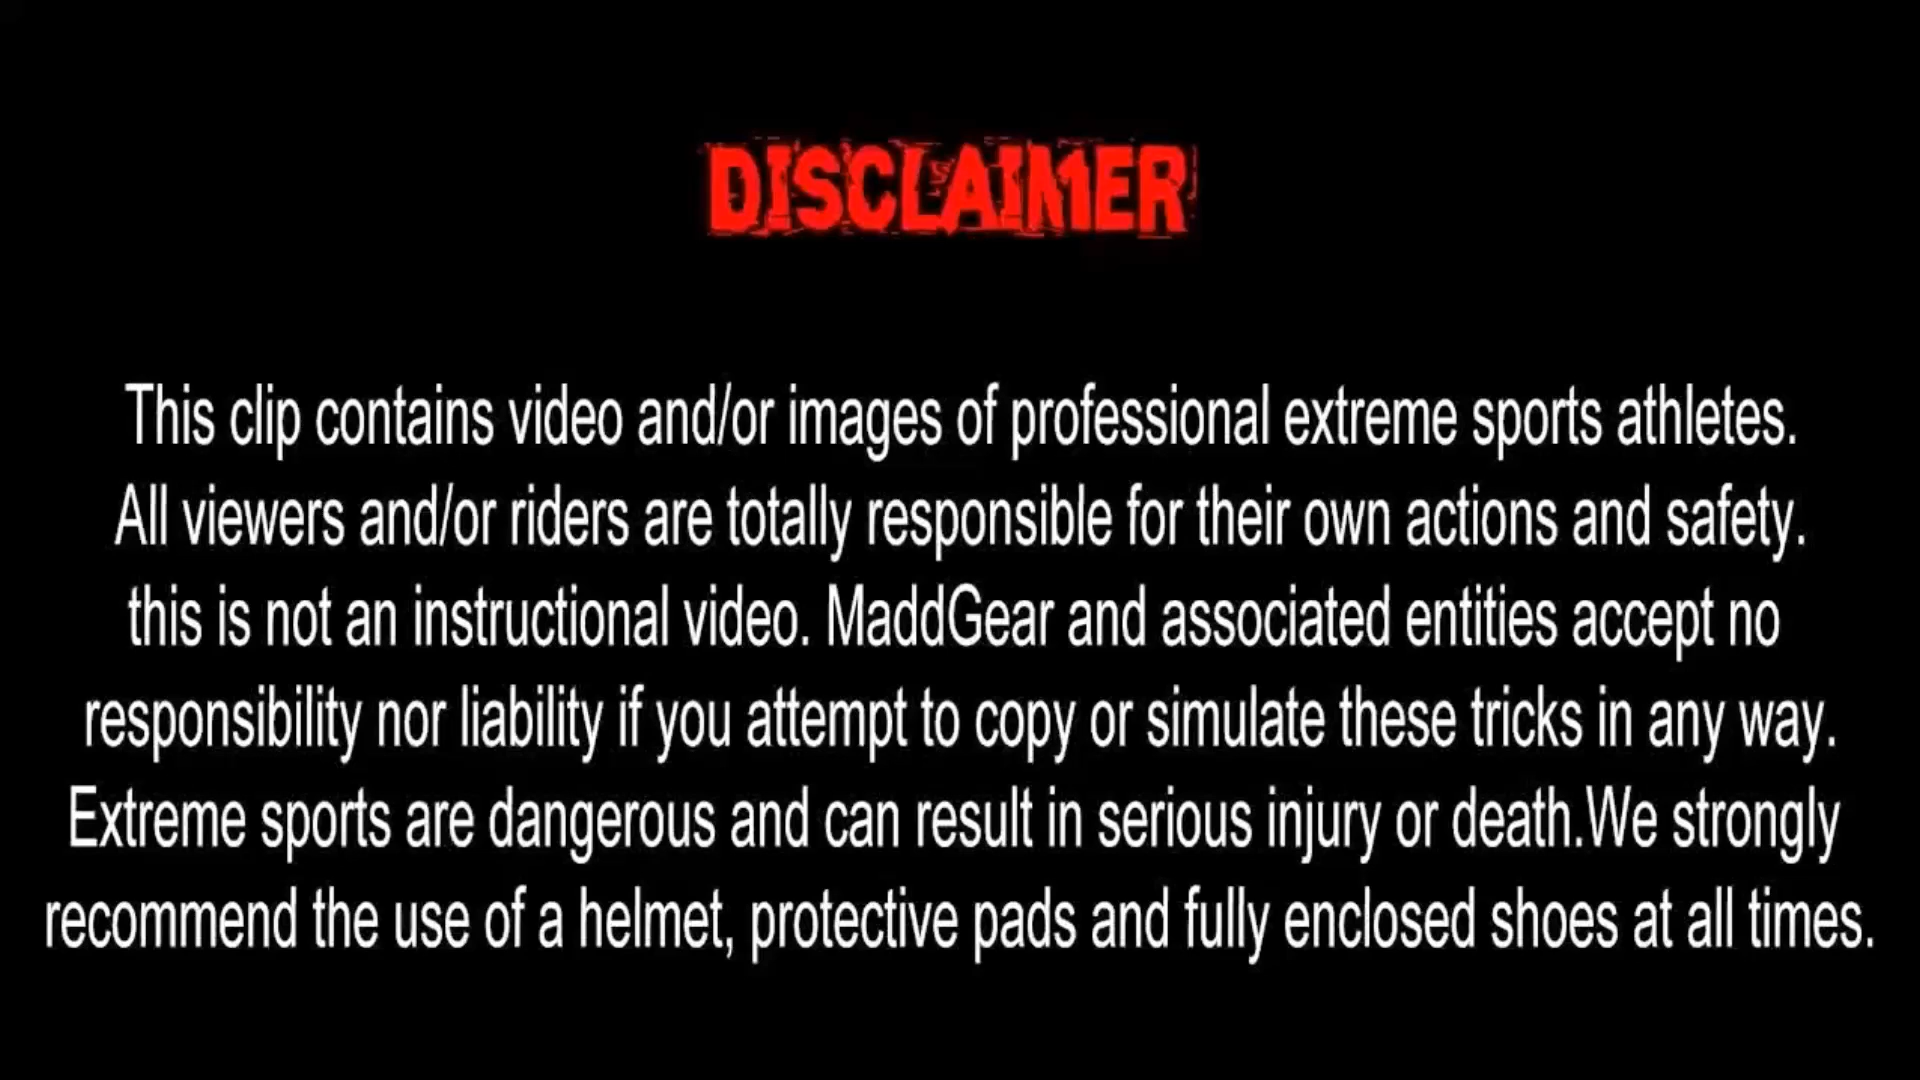 DISCLAIMER
This clip contains video and/or images of professional extreme sports athletes.
All viewers and/or riders are totally responsible for their own actions and safety.
this is not an instructional video. MaddGear and associated entities accept no
responsibility nor liability if you attempt to copy or simulate these tricks in any way.
Extreme sports are dangerous and can result in serious injury or death.We strongly
recommend the use of a helmet, protective pads and fully enclosed shoes at all times.